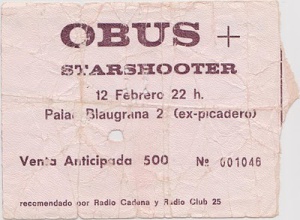 OBUS +
STARSHOOTER
12 Febrero 22 h.
Palac Blaugrana 2 (ex-picadero)
Venta Anticipada 500 Nº 001046
recomendado por Radio Cadena y Radio Club 25